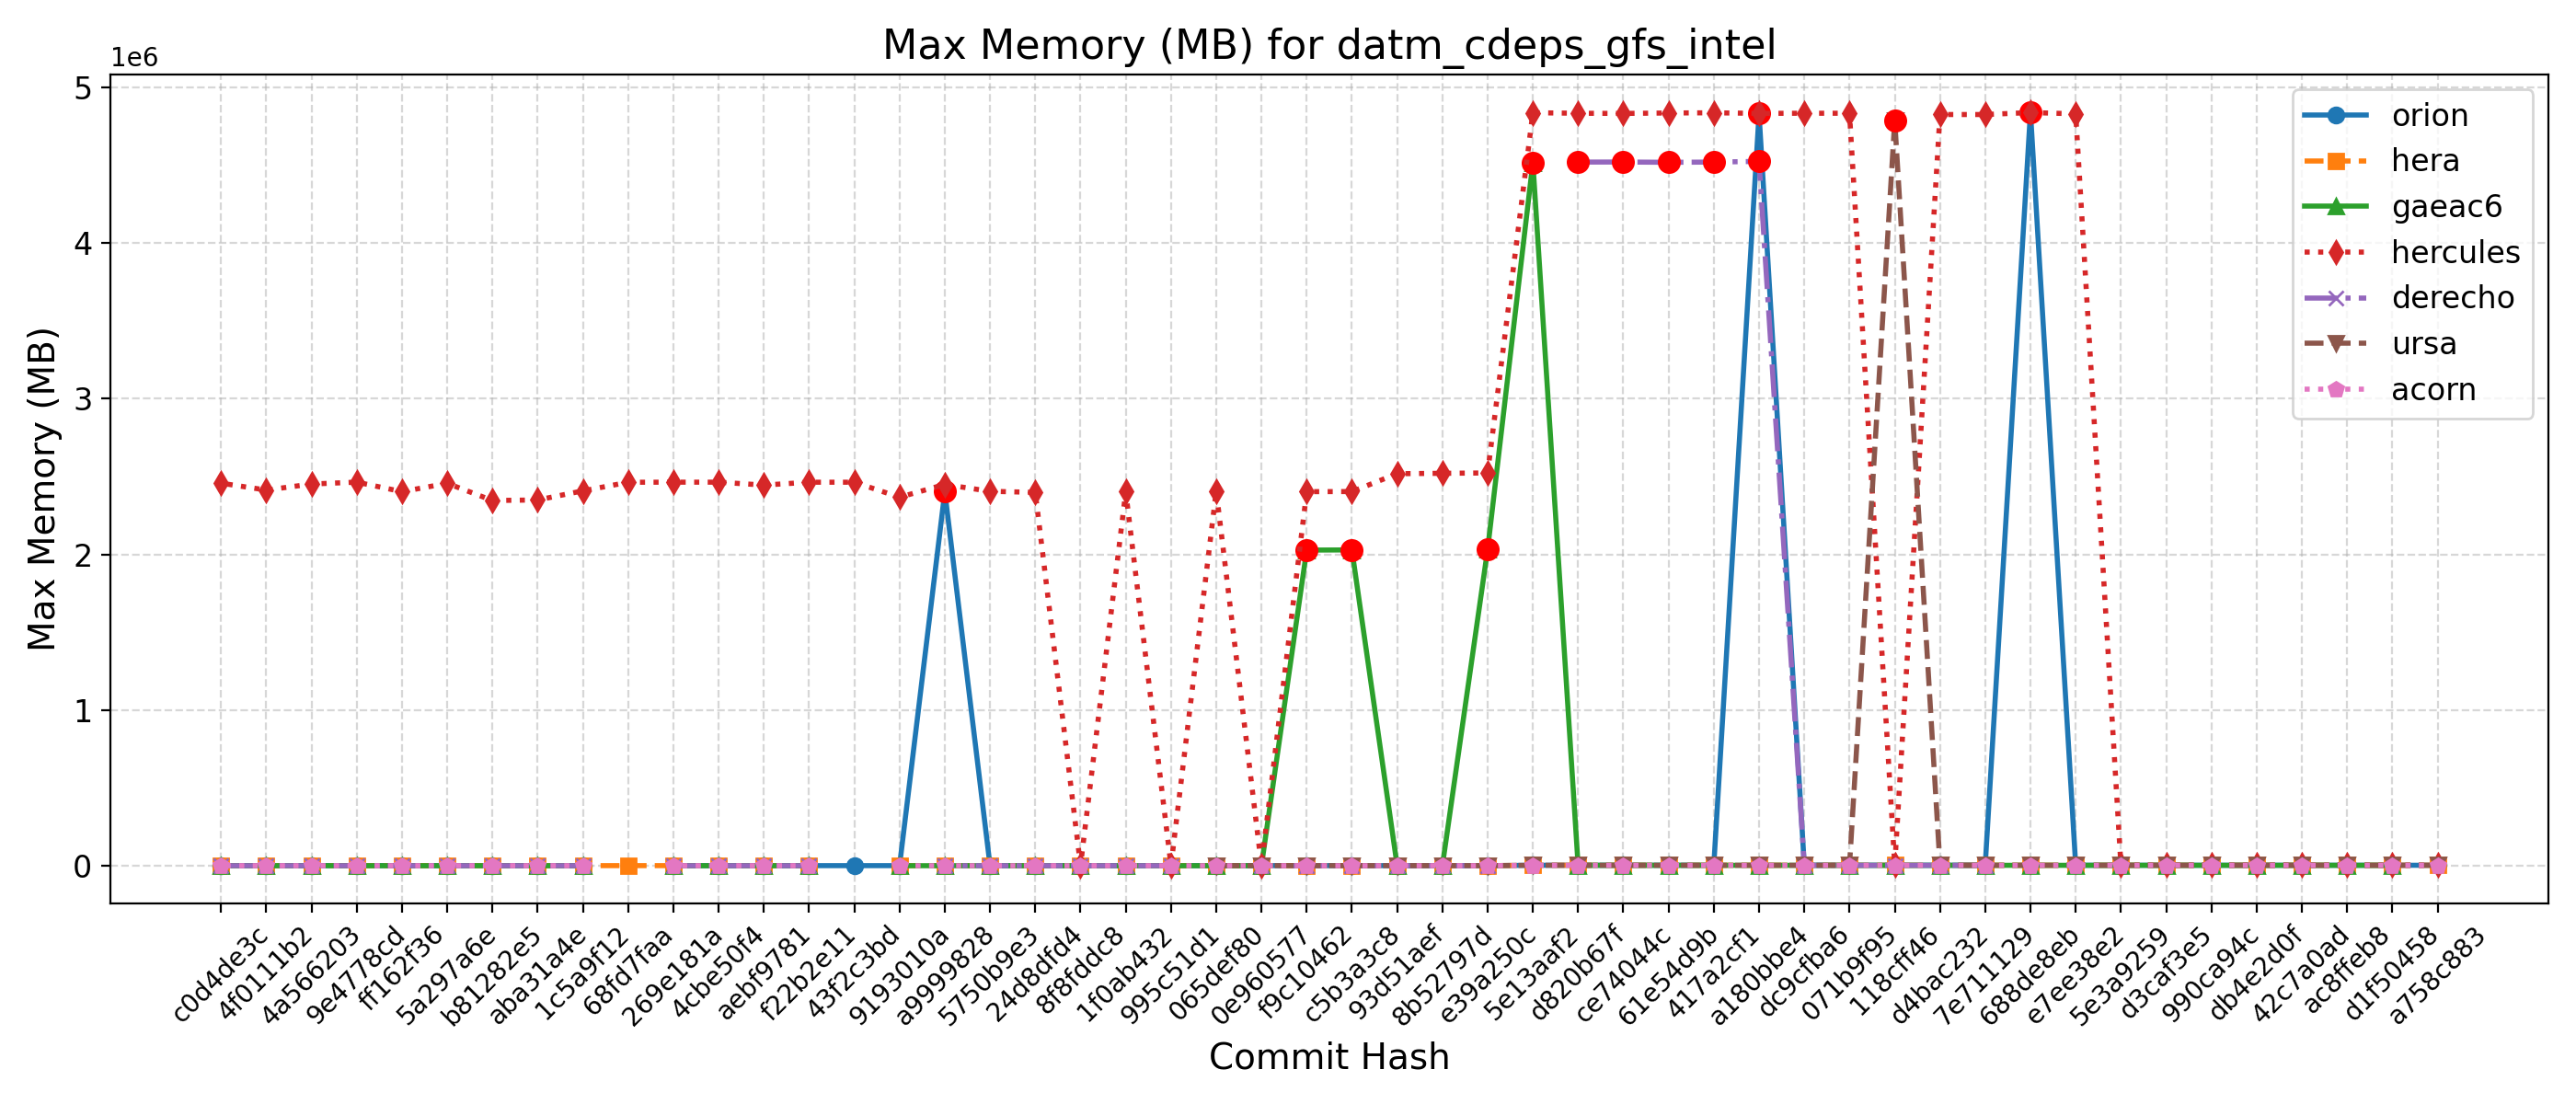 Max Memory (MB) for datm_cdeps_gfs_intel
1e6
5
4
3
2
1
0
Max Memory (MB)
orion
hera
gaeac6
hercules
derecho
ursa
acorn
c0d4de3c
4f0111b2
4a566203
9e4778cd
ff162f36
5a297a6e
b81282e5
aba31a4e
1c5a9f12
68fd7faa
269e181a
4cbe50f4
aebf9781
f22b2e11
43f2c3bd
9193010a
a9999828
5750b9e3
24d8dfd4
8f8fddc8
1f0ab432
995c51d1
065def80
0e960577
f9c10462
c5b3a3c8
93d51aef
8b52797d
e39a250c
5e13aaf2
d820b67f
ce74044c
61e54d9b
417a2cf1
a180bbe4
dc9cfba6
071b9f95
118cff46
d4bac232
7e711129
688de8eb
e7ee38e2
5e3a9259
d3caf3e5
990ca94c
db4e2d0f
42c7a0ad
ac8ffeb8
d1f50458
a758c883
Commit Hash